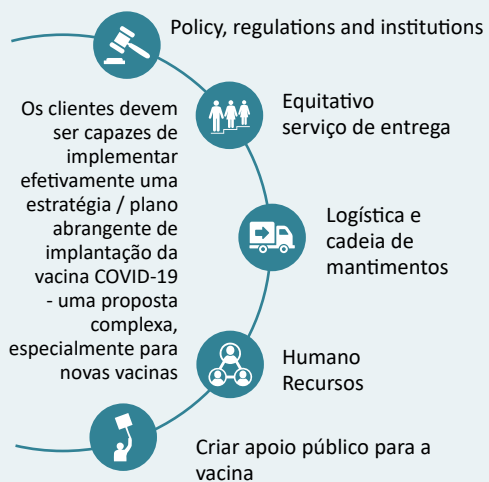 Policy, regulations and institutions
Os clientes devem
ser capazes de
implementar
efetivamente uma
estratégia / plano
abrangente de
implantação da
vacina COVID-19
- uma proposta
complexa,
especialmente para
novas vacinas
Equitativo
serviço de entrega
Logística e
cadeia de
mantimentos
Humano
Recursos
Criar apoio público para a
vacina